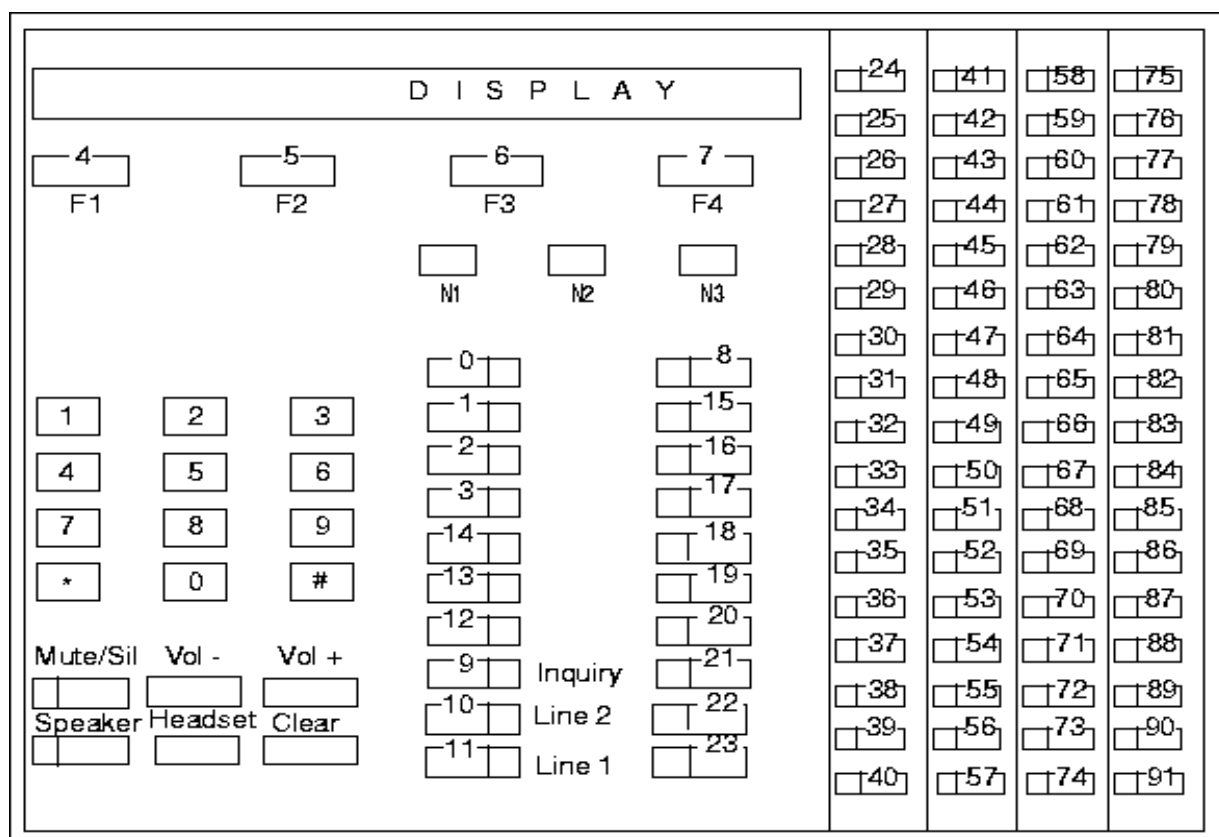 D I S P L A Y
4 5 6 7
F1 F2 F3 F4
N1 N2 N3
1 2 3
4 5 6
7 8 9
* 0 #
Mute/Sil Vol - Vol +
Speaker Headset Clear
0 8
1 15
2 16
3 17
14 18
13 19
12 20
9 Inquiry 21
10 Line 2 22
11 Line 1 23
24 41 58 75
25 42 59 76
26 43 60 77
27 44 61 78
28 45 62 79
29 46 63 80
30 47 64 81
31 48 65 82
32 49 66 83
33 50 67 84
34 51 68 85
35 52 69 86
36 53 70 87
37 54 71 88
38 55 72 89
39 56 73 90
40 57 74 91